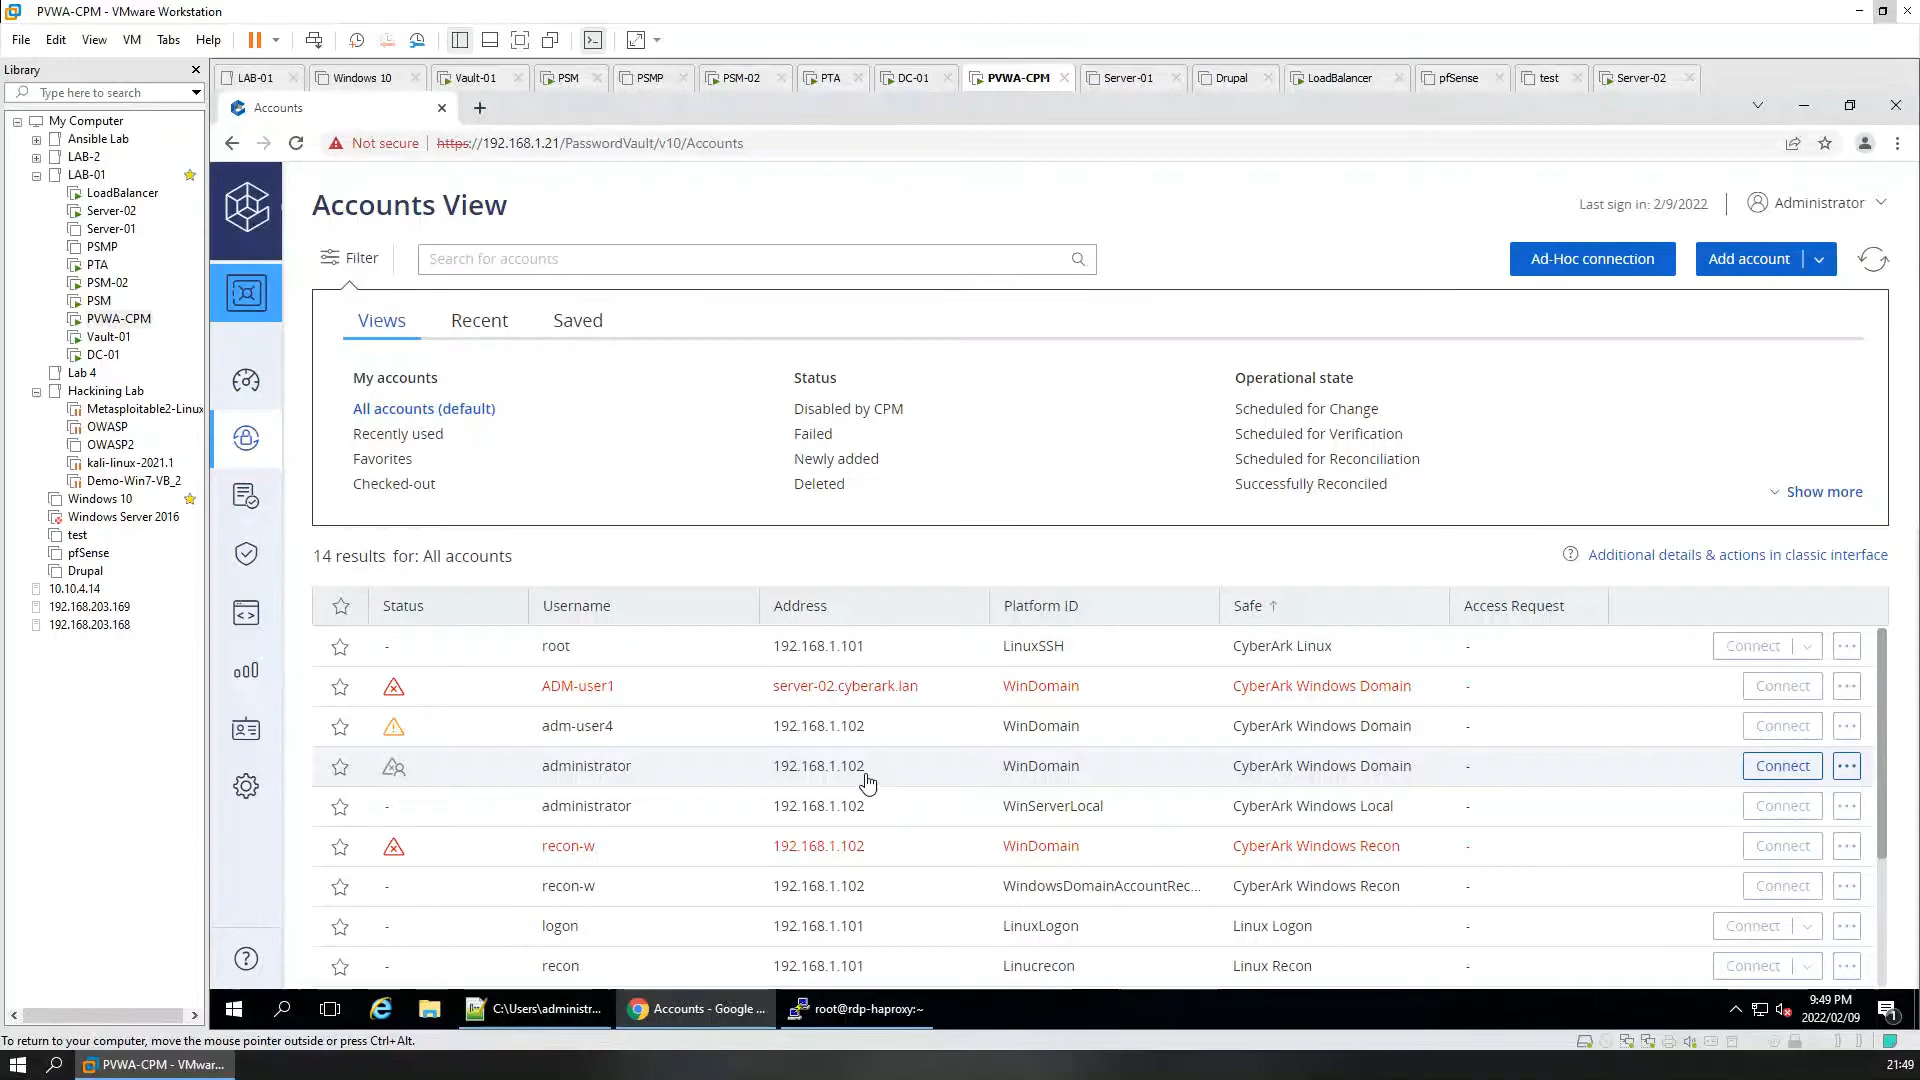 PVWA-CPM - VMware Workstation
File Edit View VM Tabs Help
Library
Type here to search
My Computer
Ansible Lab
LAB-2
LAB-01
LoadBalancer
Server-02
Server-01
PSMP
PTA
PSM-02
PSM
PVWA-CPM
Vault-01
DC-01
Lab 4
Hackining Lab
Metasploitable2-Linux
OWASP
OWASP2
kali-linux-2021.1
Demo-Win7-VB_2
Windows 10
Windows Server 2016
test
pfSense
Drupal
10.10.4.14
192.168.203.169
192.168.203.168
LAB-01 Windows 10 Vault-01 PSM PSMP PSM-02 PTA DC-01 PVWA-CPM Server-01 Drupal LoadBalancer pfSense test Server-02
Accounts
Not secure https://192.168.1.21/PasswordVault/v10/Accounts
Accounts View
Last sign in: 2/9/2022 Administrator
Filter Search for accounts Ad-Hoc connection Add account
Views Recent Saved
My accounts Status Operational state
All accounts (default) Disabled by CPM Scheduled for Change
Recently used Failed Scheduled for Verification
Favorites Newly added Scheduled for Reconciliation
Checked-out Deleted Successfully Reconciled
Show more
14 results for: All accounts
Additional details & actions in classic interface
Status Username Address Platform ID Safe ↑ Access Request
- root 192.168.1.101 LinuxSSH CyberArk Linux - Connect ...
ADM-user1 server-02.cyberark.lan WinDomain CyberArk Windows Domain - Connect ...
adm-user4 192.168.1.102 WinDomain CyberArk Windows Domain - Connect ...
administrator 192.168.1.102 WinDomain CyberArk Windows Domain - Connect ...
- administrator 192.168.1.102 WinServerLocal CyberArk Windows Local - Connect ...
recon-w 192.168.1.102 WinDomain CyberArk Windows Recon - Connect ...
- recon-w 192.168.1.102 WindowsDomainAccountRec... CyberArk Windows Recon - Connect ...
- logon 192.168.1.101 LinuxLogon Linux Logon - Connect ...
- recon 192.168.1.101 Linucrecon Linux Recon - Connect ...
C:\Users\administr... Accounts - Google ... root@rdp-haproxy:~
9:49 PM
2022/02/09
1
To return to your computer, move the mouse pointer outside or press Ctrl+Alt.
PVWA-CPM - VMwar...
21:49